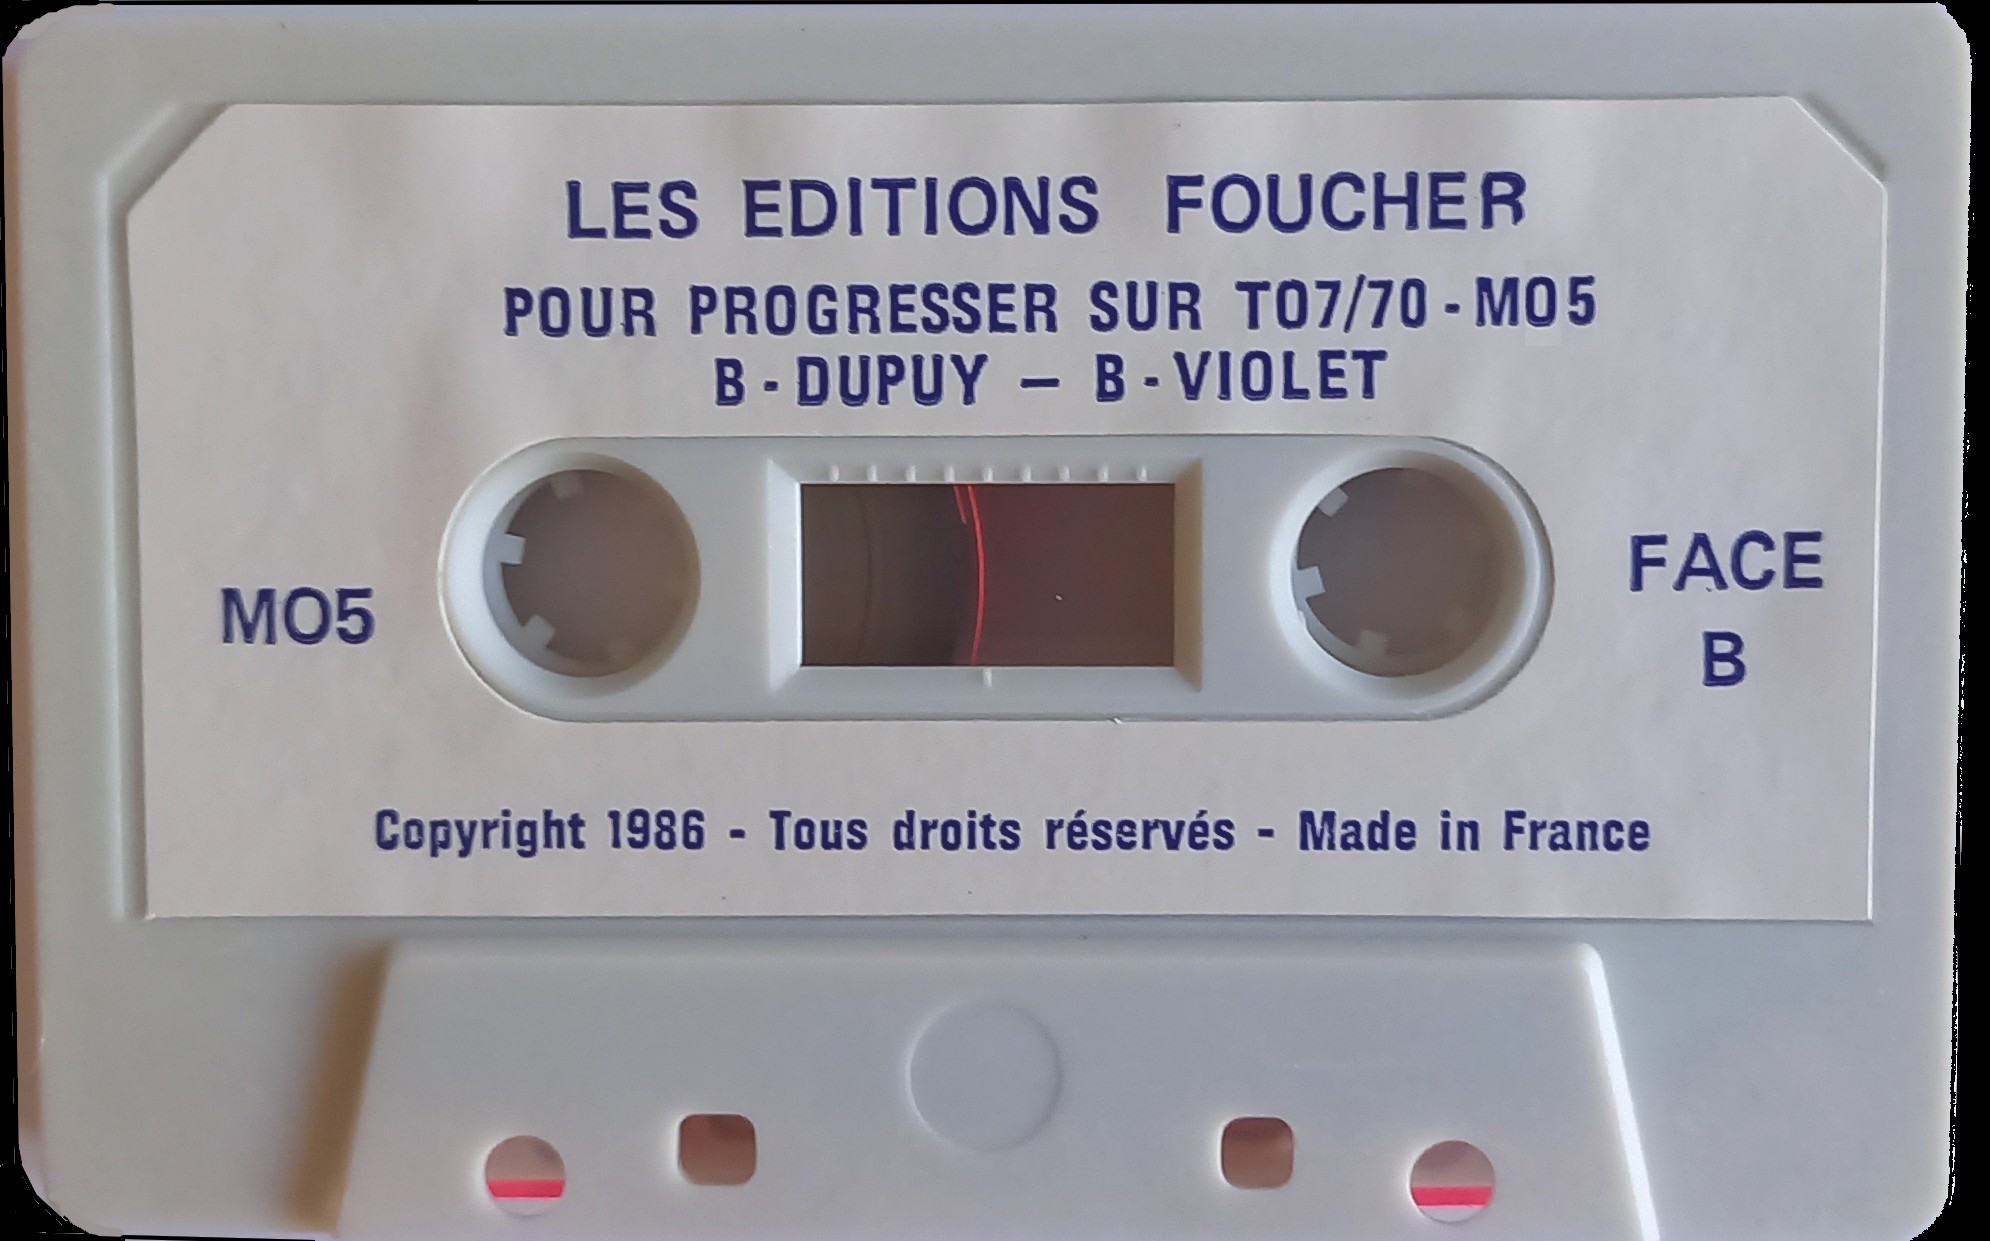 LES EDITIONS FOUCHER
POUR PROGRESSER SUR TO7/70 - MO5
B - DUPUY — B - VIOLET
MO5
FACE
B
Copyright 1986 - Tous droits réservés - Made in France